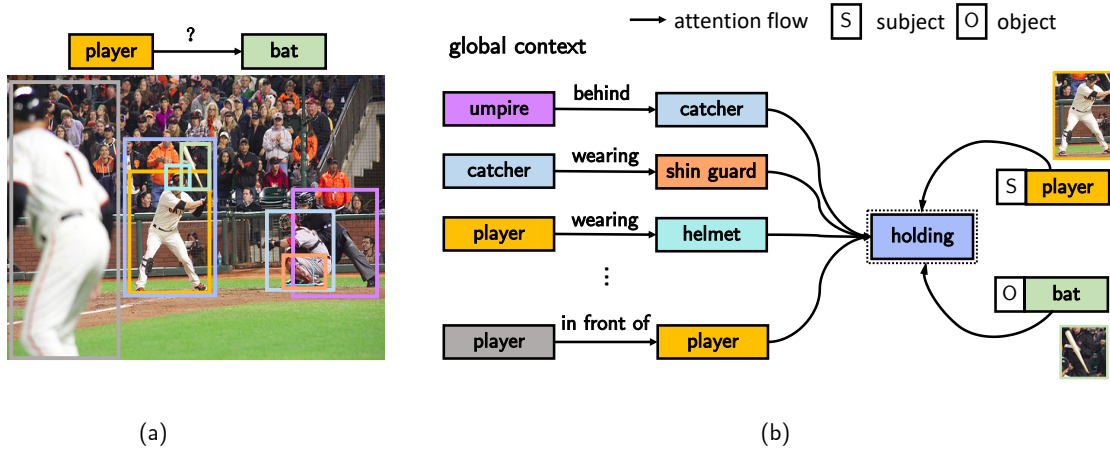 player
?
bat
1
(a)
attention flow
S
subject
O
object
global context
umpire
behind
catcher
catcher
wearing
shin guard
player
wearing
helmet
⋮
player
in front of
player
holding
S
player
O
bat
(b)